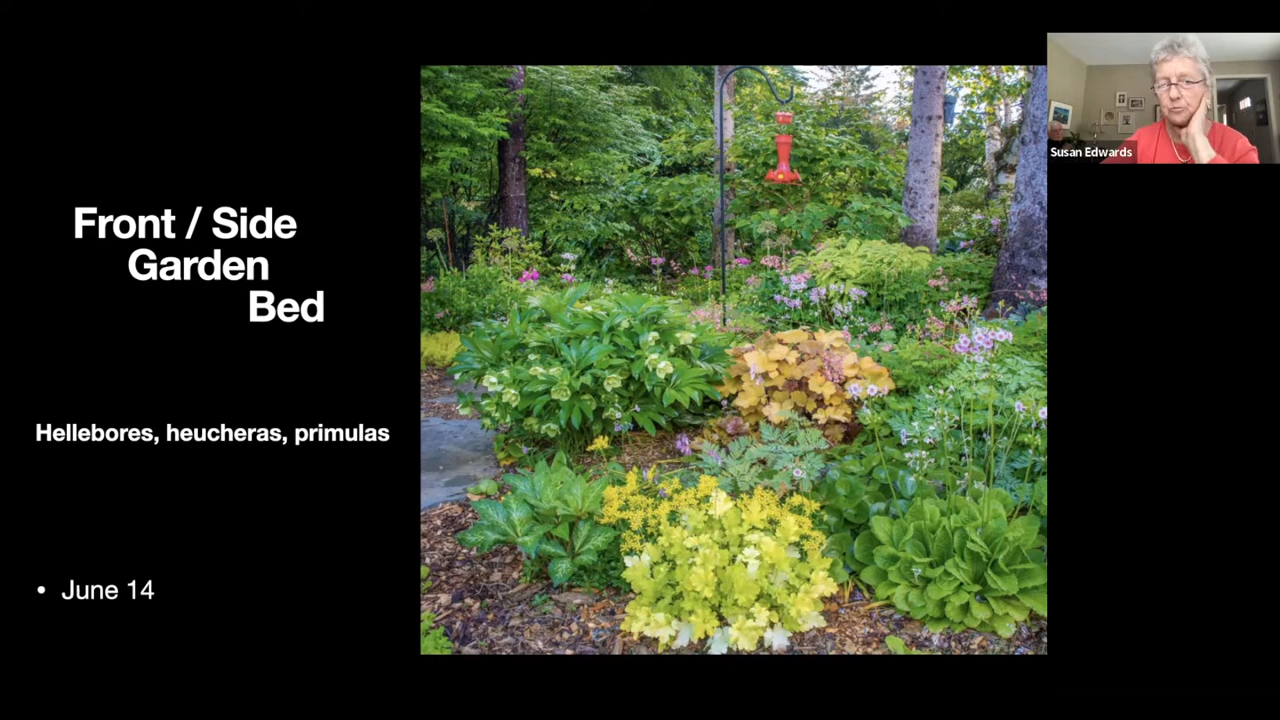 Front / Side
Garden
Bed
Hellebores, heucheras, primulas
• June 14
Susan Edwards